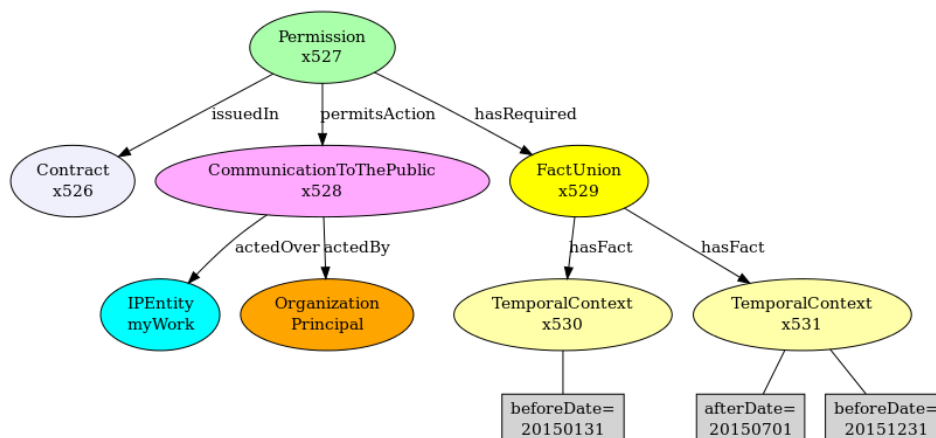 Permission
x527
issuedIn
permitsAction
hasRequired
Contract
x526
CommunicationToThePublic
x528
FactUnion
x529
actedOver
actedBy
hasFact
hasFact
IPEntity
myWork
Organization
Principal
TemporalContext
x530
TemporalContext
x531
beforeDate=
20150131
afterDate=
20150701
beforeDate=
20151231